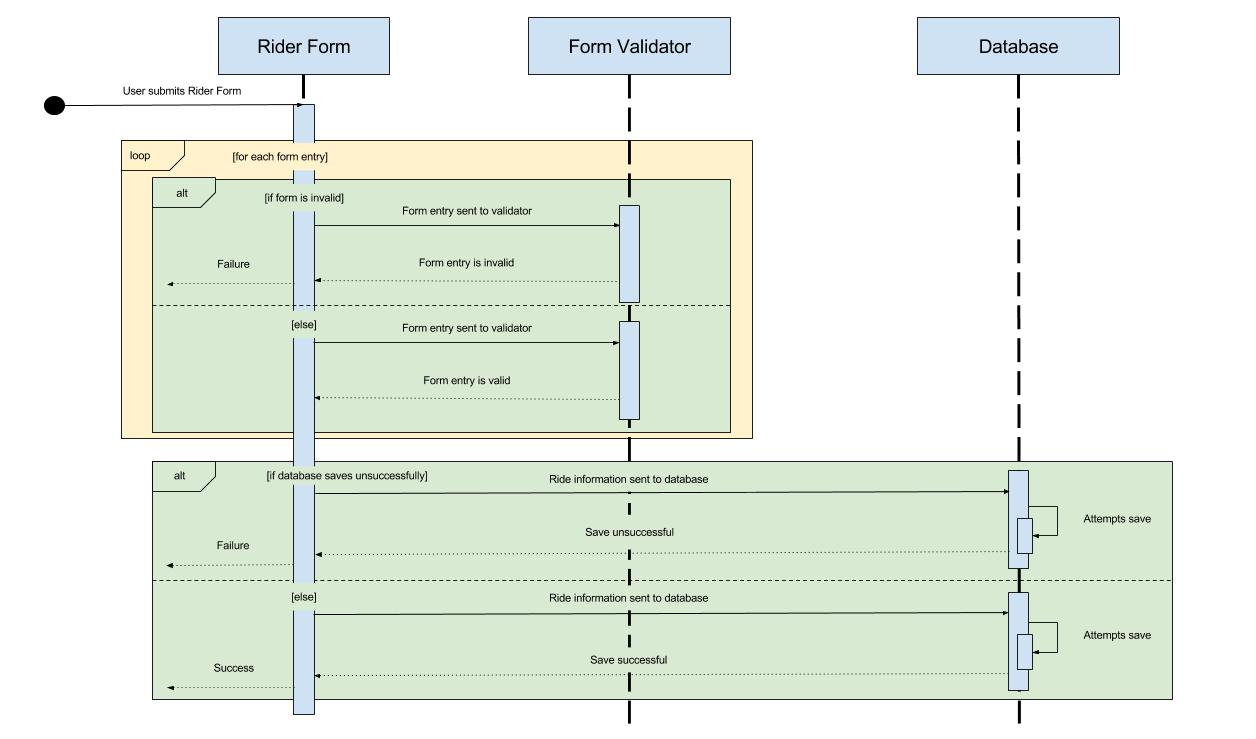 Rider Form
Form Validator
Database
User submits Rider Form
loop
[for each form entry]
alt
[if form is invalid]
Form entry sent to validator
Form entry is invalid
Failure
[else]
Form entry sent to validator
Form entry is valid
alt
[if database saves unsuccessfully]
Ride information sent to database
Attempts save
Save unsuccessful
Failure
[else]
Ride information sent to database
Attempts save
Save successful
Success